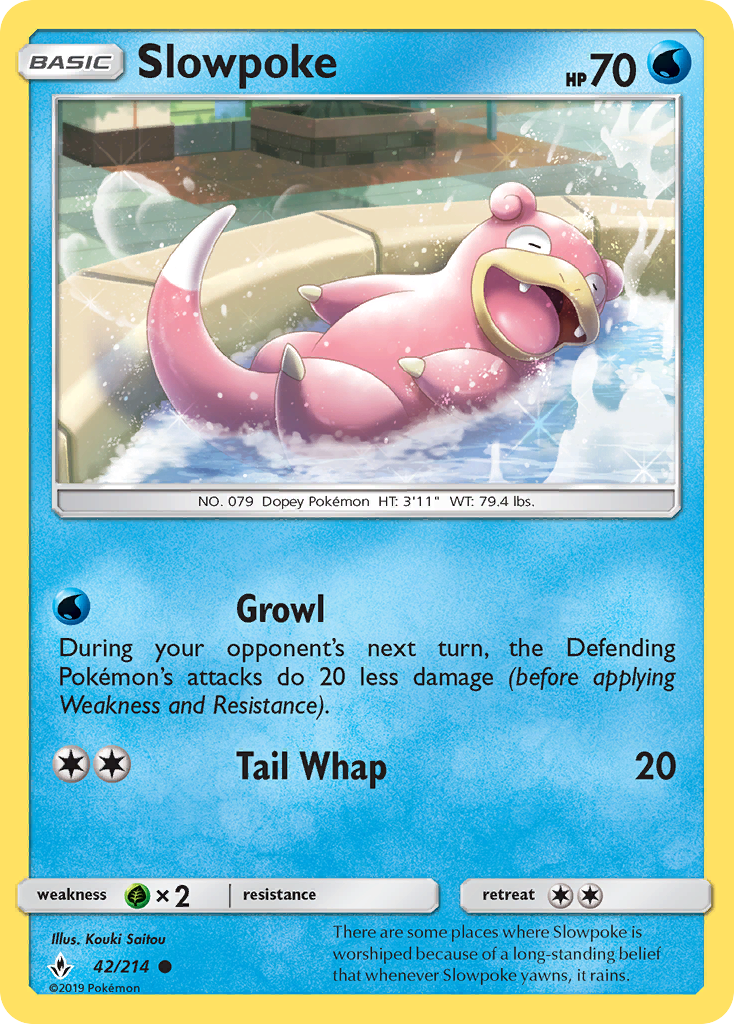 BASIC
Slowpoke
HP 70
NO. 079 Dopey Pokémon HT: 3'11" WT: 79.4 lbs.
Growl
During your opponent's next turn, the Defending
Pokémon's attacks do 20 less damage (before applying
Weakness and Resistance).
Tail Whap 20
weakness × 2 resistance retreat
Illus. Kouki Saitou
42/214
©2019 Pokémon
There are some places where Slowpoke is
worshiped because of a long-standing belief
that whenever Slowpoke yawns, it rains.